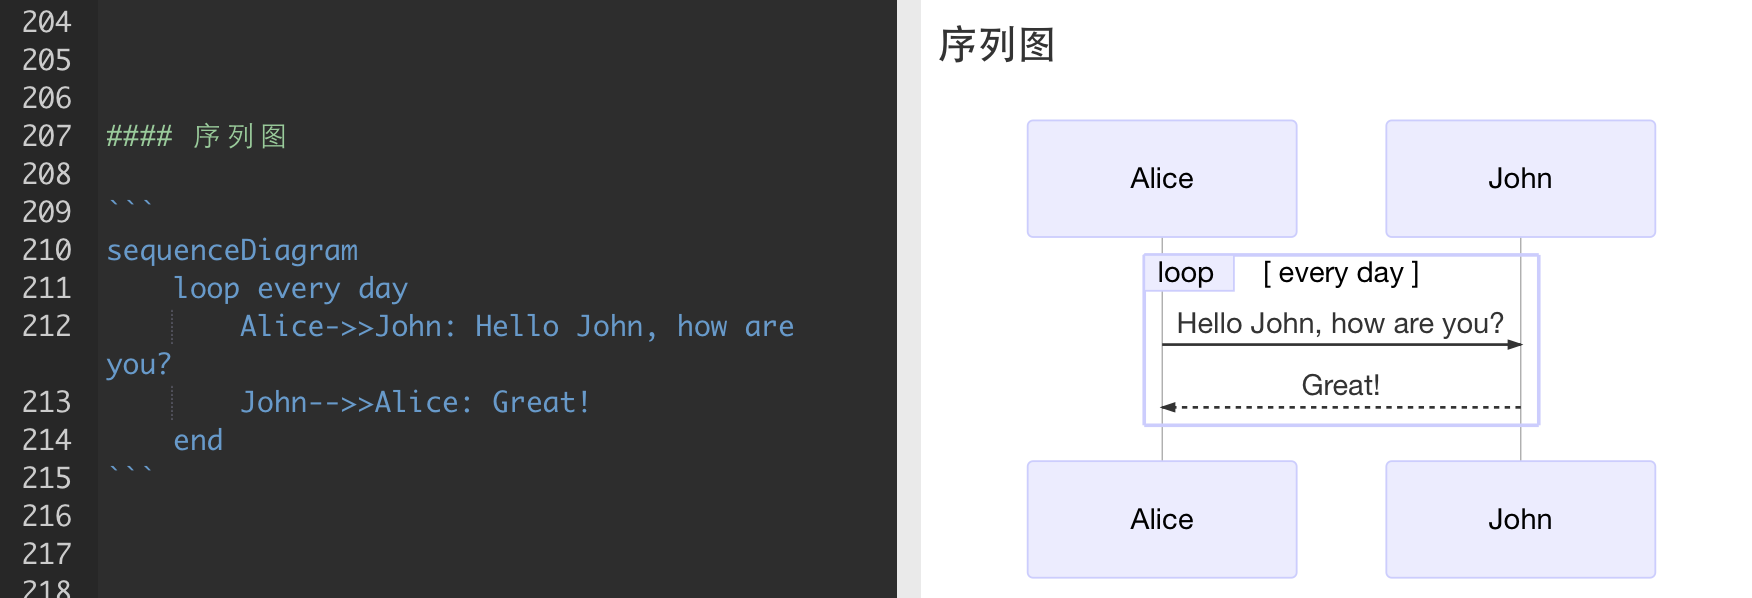 204
205
206
207 #### 序列图
208
209 ```
210 sequenceDiagram
211     loop every day
212         Alice->>John: Hello John, how are
you?
213         John-->>Alice: Great!
214     end
215 ```
216
217
218
序列图
Alice John
loop [ every day ]
Hello John, how are you?
Great!
Alice John